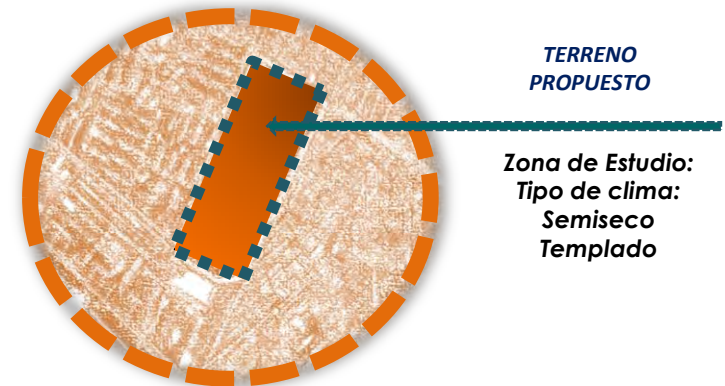 TERRENO
PROPUESTO
Zona de Estudio:
Tipo de clima:
Semiseco
Templado